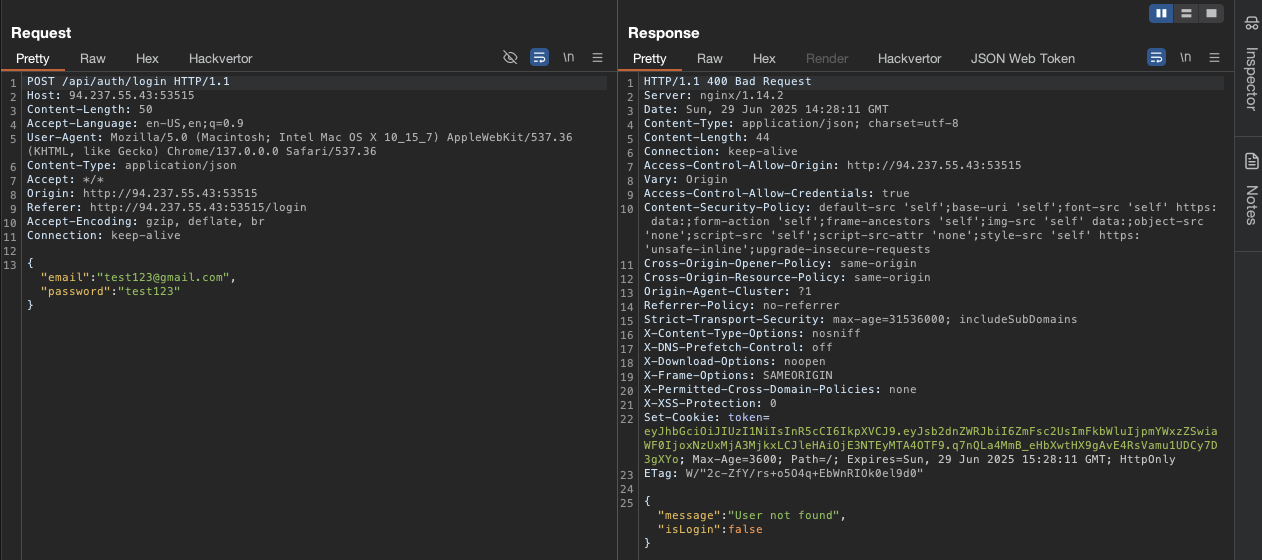 Request
Pretty Raw Hex Hackvertor \n
1 POST /api/auth/login HTTP/1.1
2 Host: 94.237.55.43:53515
3 Content-Length: 50
4 Accept-Language: en-US,en;q=0.9
5 User-Agent: Mozilla/5.0 (Macintosh; Intel Mac OS X 10_15_7) AppleWebKit/537.36
(KHTML, like Gecko) Chrome/137.0.0.0 Safari/537.36
6 Content-Type: application/json
7 Accept: */*
8 Origin: http://94.237.55.43:53515
9 Referer: http://94.237.55.43:53515/login
10 Accept-Encoding: gzip, deflate, br
11 Connection: keep-alive
12
13 {
"email":"test123@gmail.com",
"password":"test123"
}
Response
Pretty Raw Hex Render Hackvertor JSON Web Token \n
1 HTTP/1.1 400 Bad Request
2 Server: nginx/1.14.2
3 Date: Sun, 29 Jun 2025 14:28:11 GMT
4 Content-Type: application/json; charset=utf-8
5 Content-Length: 44
6 Connection: keep-alive
7 Access-Control-Allow-Origin: http://94.237.55.43:53515
8 Vary: Origin
9 Access-Control-Allow-Credentials: true
10 Content-Security-Policy: default-src 'self';base-uri 'self';font-src 'self' https:
data:;form-action 'self';frame-ancestors 'self';img-src 'self' data:;object-src
'none';script-src 'self';script-src-attr 'none';style-src 'self' https:
'unsafe-inline';upgrade-insecure-requests
11 Cross-Origin-Opener-Policy: same-origin
12 Cross-Origin-Resource-Policy: same-origin
13 Origin-Agent-Cluster: ?1
14 Referrer-Policy: no-referrer
15 Strict-Transport-Security: max-age=31536000; includeSubDomains
16 X-Content-Type-Options: nosniff
17 X-DNS-Prefetch-Control: off
18 X-Download-Options: noopen
19 X-Frame-Options: SAMEORIGIN
20 X-Permitted-Cross-Domain-Policies: none
21 X-XSS-Protection: 0
22 Set-Cookie: token=
eyJhbGciOiJIUzI1NiIsInR5cCI6IkpXVCJ9.eyJsb2dnZWRJbiI6ZmFsc2UsImFkbWluIjpmYWxzZSwia
WF0IjoxNzUxMjA3MjkxLCJleHAiOjE3NTEyMTA4OTF9.q7nQLa4MmB_eHbXwtHX9gAvE4RsVamu1UDCy7D
3gXYo; Max-Age=3600; Path=/; Expires=Sun, 29 Jun 2025 15:28:11 GMT; HttpOnly
23 ETag: W/"2c-ZfY/rs+o5O4q+EbWnRIOk0el9d0"
24
25 {
"message":"User not found",
"isLogin":false
}
Inspector
Notes